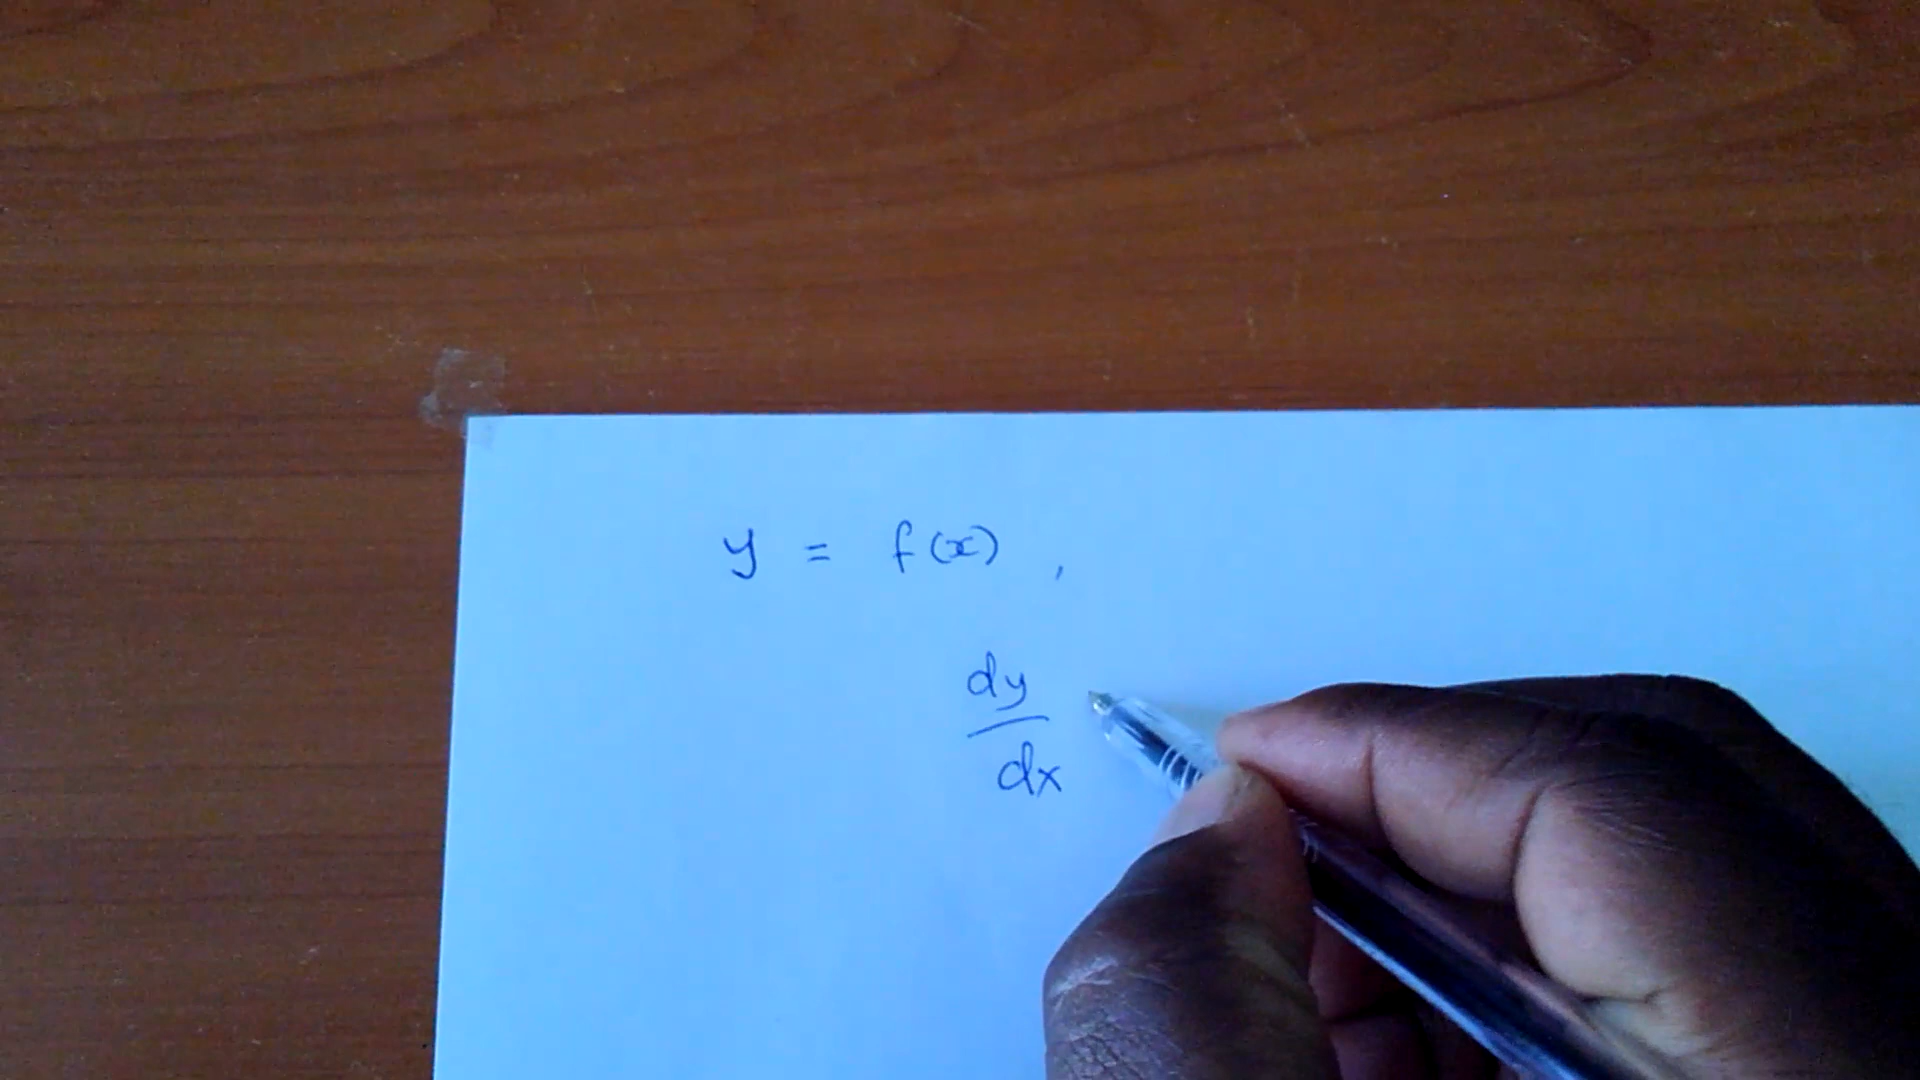 y = f(x) ,
dy
dx